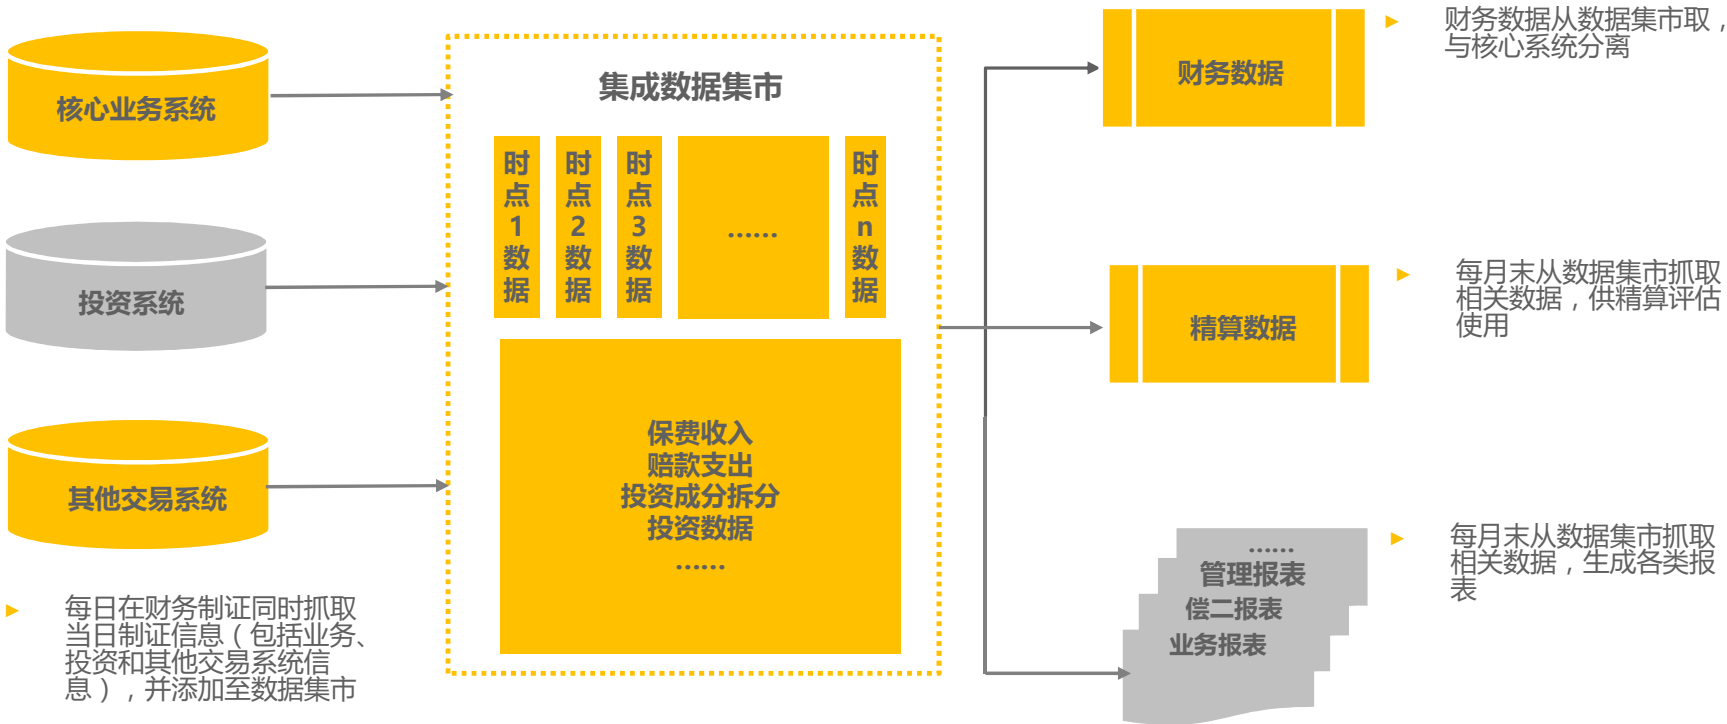 核心业务系统
投资系统
其他交易系统
每日在财务制证同时抓取
当日制证信息（包括业务、
投资和其他交易系统信
息），并添加至数据集市
集成数据集市
时点1数据
时点2数据
时点3数据
……
时点n数据
保费收入
赔款支出
投资成分拆分
投资数据
……
财务数据
财务数据从数据集市取，
与核心系统分离
精算数据
每月末从数据集市抓取
相关数据，供精算评估
使用
……
管理报表
偿二报表
业务报表
每月末从数据集市抓取
相关数据，生成各类报
表